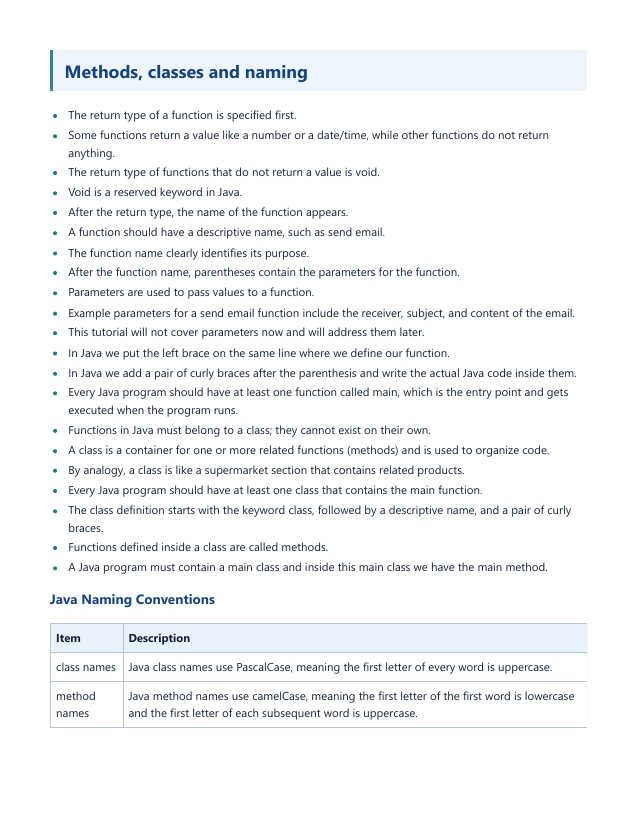 Methods, classes and naming
• The return type of a function is specified first.
• Some functions return a value like a number or a date/time, while other functions do not return
anything.
• The return type of functions that do not return a value is void.
• Void is a reserved keyword in Java.
• After the return type, the name of the function appears.
• A function should have a descriptive name, such as send email.
• The function name clearly identifies its purpose.
• After the function name, parentheses contain the parameters for the function.
• Parameters are used to pass values to a function.
• Example parameters for a send email function include the receiver, subject, and content of the email.
• This tutorial will not cover parameters now and will address them later.
• In Java we put the left brace on the same line where we define our function.
• In Java we add a pair of curly braces after the parenthesis and write the actual Java code inside them.
• Every Java program should have at least one function called main, which is the entry point and gets
executed when the program runs.
• Functions in Java must belong to a class; they cannot exist on their own.
• A class is a container for one or more related functions (methods) and is used to organize code.
• By analogy, a class is like a supermarket section that contains related products.
• Every Java program should have at least one class that contains the main function.
• The class definition starts with the keyword class, followed by a descriptive name, and a pair of curly
braces.
• Functions defined inside a class are called methods.
• A Java program must contain a main class and inside this main class we have the main method.
Java Naming Conventions
Item Description
class names Java class names use PascalCase, meaning the first letter of every word is uppercase.
method Java method names use camelCase, meaning the first letter of the first word is lowercase
names and the first letter of each subsequent word is uppercase.